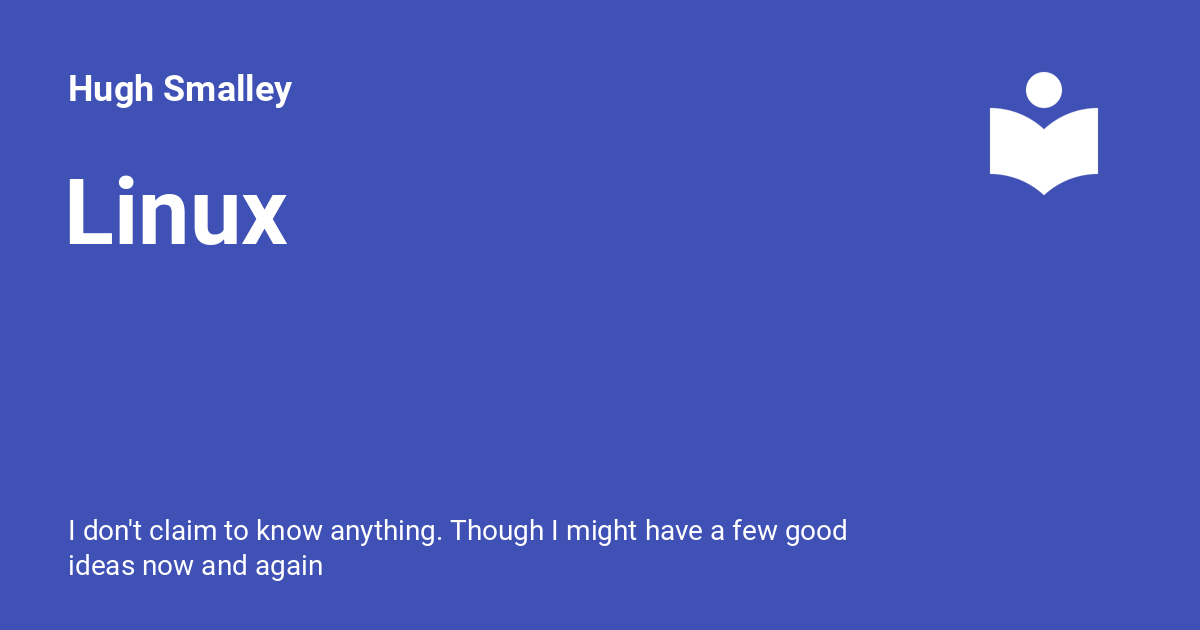 Hugh Smalley
Linux
I don't claim to know anything. Though I might have a few good
ideas now and again